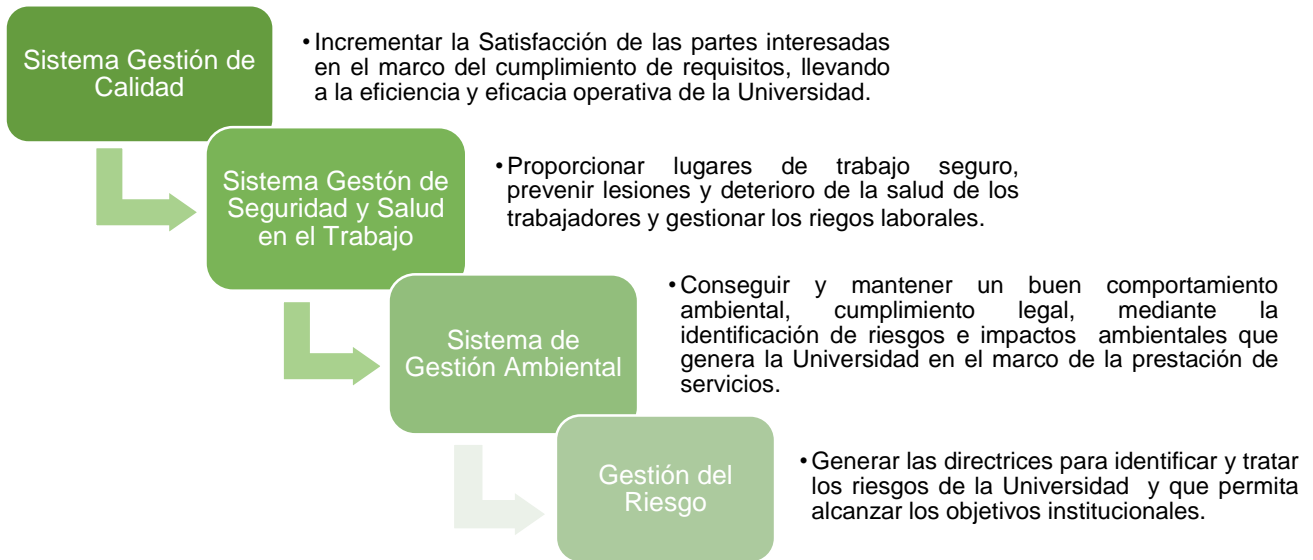 Sistema Gestión de
Calidad
• Incrementar la Satisfacción de las partes interesadas
en el marco del cumplimiento de requisitos, llevando
a la eficiencia y eficacia operativa de la Universidad.
Sistema Gestón de
Seguridad y Salud
en el Trabajo
• Proporcionar lugares de trabajo seguro,
prevenir lesiones y deterioro de la salud de los
trabajadores y gestionar los riegos laborales.
Sistema de
Gestión Ambiental
• Conseguir y mantener un buen comportamiento
ambiental, cumplimiento legal, mediante la
identificación de riesgos e impactos ambientales que
genera la Universidad en el marco de la prestación de
servicios.
Gestión del
Riesgo
• Generar las directrices para identificar y tratar
los riesgos de la Universidad y que permita
alcanzar los objetivos institucionales.